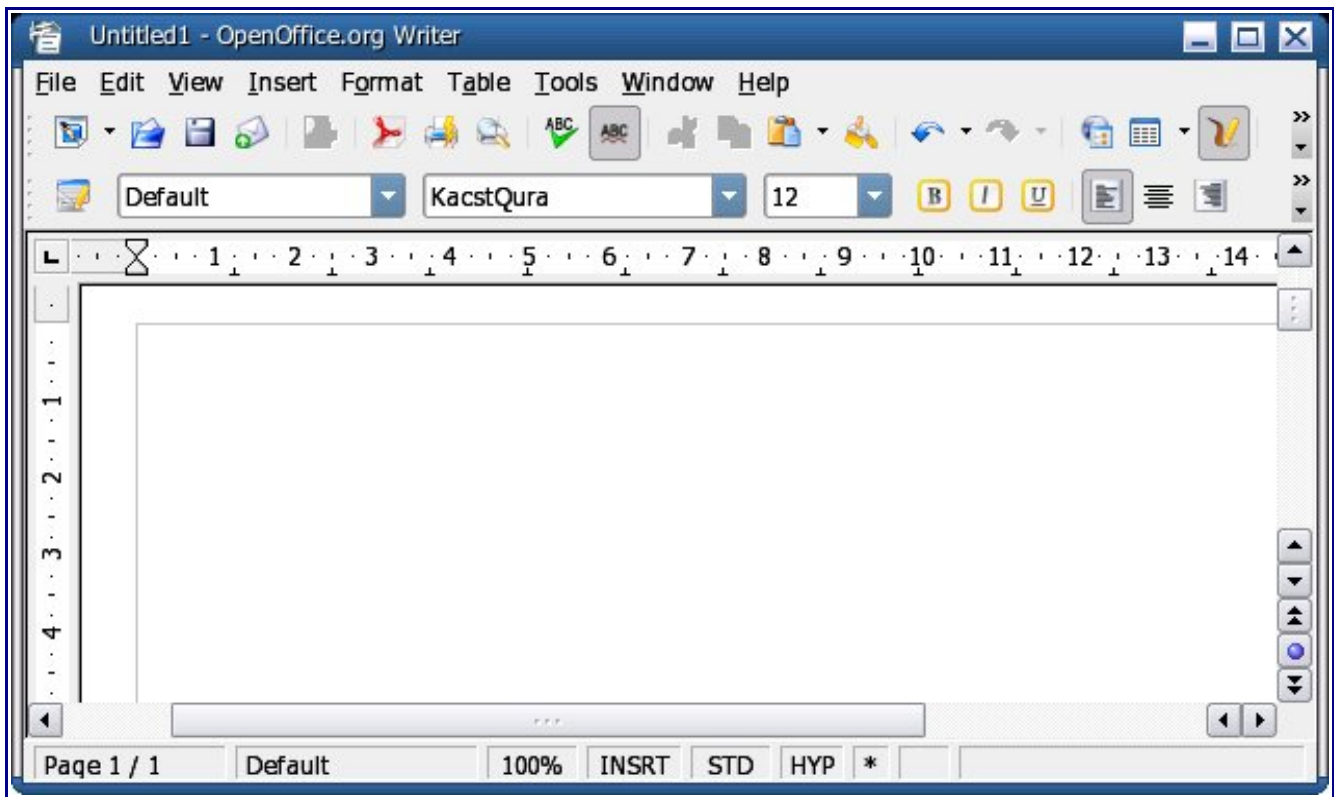 Untitled1 - OpenOffice.org Writer
File Edit View Insert Format Table Tools Window Help
ABC ABC
Default KacstQura 12 B I U
1 2 3 4 5 6 7 8 9 10 11 12 13 14
1
2
3
4
Page 1 / 1 Default 100% INSRT STD HYP *